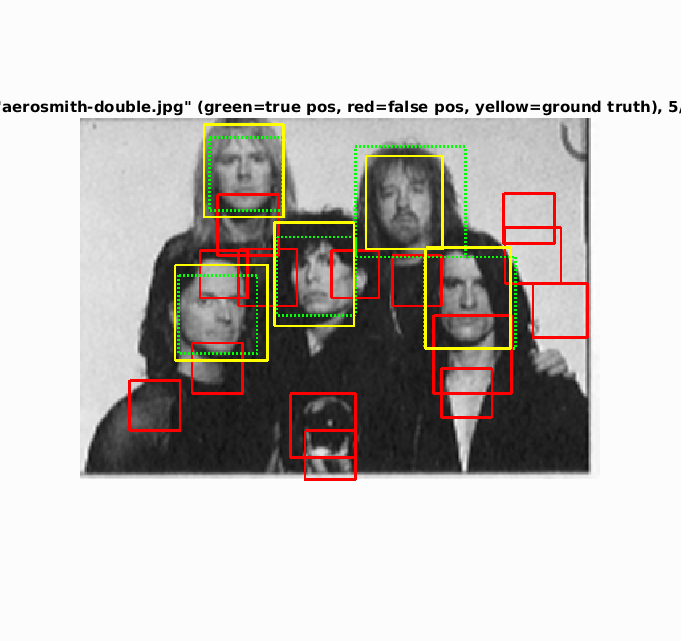 "aerosmith-double.jpg" (green=true pos, red=false pos, yellow=ground truth), 5/